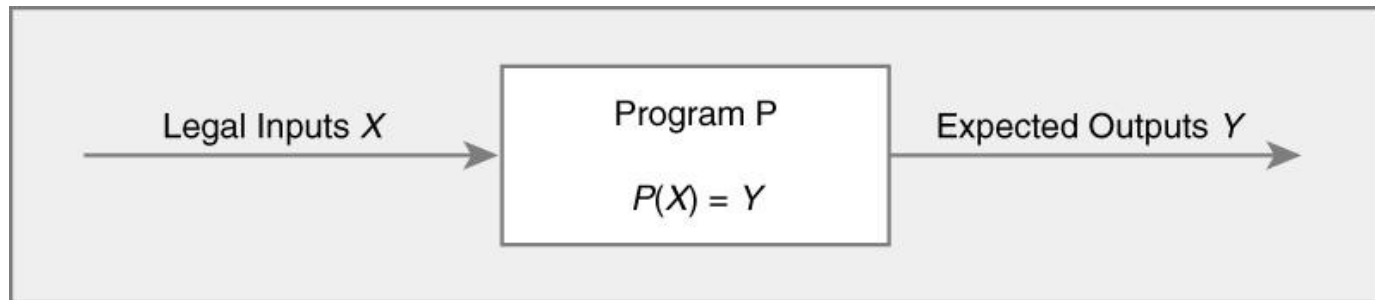 Legal Inputs X
Program P
P(X) = Y
Expected Outputs Y